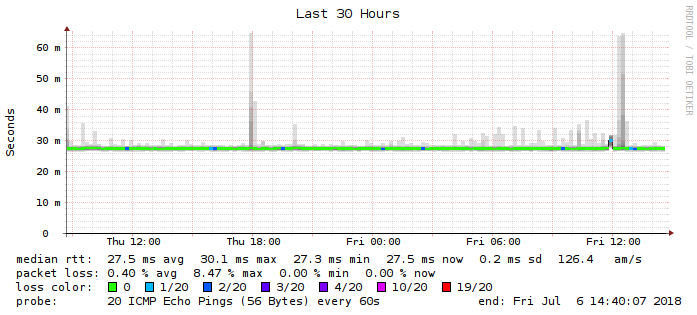 Last 30 Hours
RRDTOOL / TOBI OETIKER
Seconds
60 m
50 m
40 m
30 m
20 m
10 m
0
Thu 12:00 Thu 18:00 Fri 00:00 Fri 06:00 Fri 12:00
median rtt: 27.5 ms avg 30.1 ms max 27.3 ms min 27.5 ms now 0.2 ms sd 126.4 am/s
packet loss: 0.40 % avg 8.47 % max 0.00 % min 0.00 % now
loss color: 0 1/20 2/20 3/20 4/20 10/20 19/20
probe: 20 ICMP Echo Pings (56 Bytes) every 60s end: Fri Jul 6 14:40:07 2018